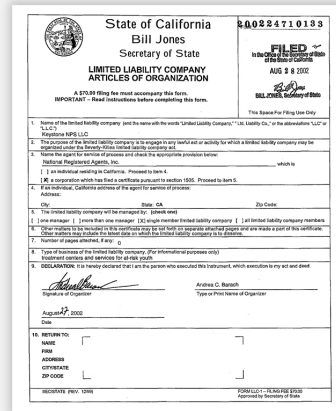 State of California
Bill Jones
Secretary of State
200224710133
FILED
In the Office of the Secretary of State
of the State of California
AUG 28 2002
BILL JONES, Secretary of State
LIMITED LIABILITY COMPANY
ARTICLES OF ORGANIZATION
A $70.00 filing fee must accompany this form.
IMPORTANT – Read instructions before completing this form.
This Space For Filing Use Only
1. Name of the limited liability company (end the name with the words "Limited Liability Company," "Ltd. Liability Co.," or the abbreviations "LLC" or "L.L.C.")
Keystone NPS LLC
2. The purpose of the limited liability company is to engage in any lawful act or activity for which a limited liability company may be organized under the Beverly-Killea limited liability company act.
3. Name the agent for service of process and check the appropriate provision below:
National Registered Agents, Inc. which is
[ ] an individual residing in California. Proceed to item 4.
[X] a corporation which has filed a certificate pursuant to section 1505. Proceed to item 5.
4. If an individual, California address of the agent for service of process:
Address:
City: State: CA Zip Code:
5. The limited liability company will be managed by: (check one)
[ ] one manager [ ] more than one manager [X] single member limited liability company [ ] all limited liability company members
6. Other matters to be included in this certificate may be set forth on separate attached pages and are made a part of this certificate.
Other matters may include the latest date on which the limited liability company is to dissolve.
7. Number of pages attached, if any: 0
8. Type of business of the limited liability company. (For informational purposes only)
treatment centers and services for at-risk youth
9. DECLARATION: It is hereby declared that I am the person who executed this instrument, which execution is my act and deed.
Andrea C. Barach
Signature of Organizer Type or Print Name of Organizer
August 27, 2002
Date
10. RETURN TO:
NAME
FIRM
ADDRESS
CITY/STATE
ZIP CODE
SEC/STATE (REV. 12/99) FORM LLC-1 – FILING FEE $70.00
Approved by Secretary of State